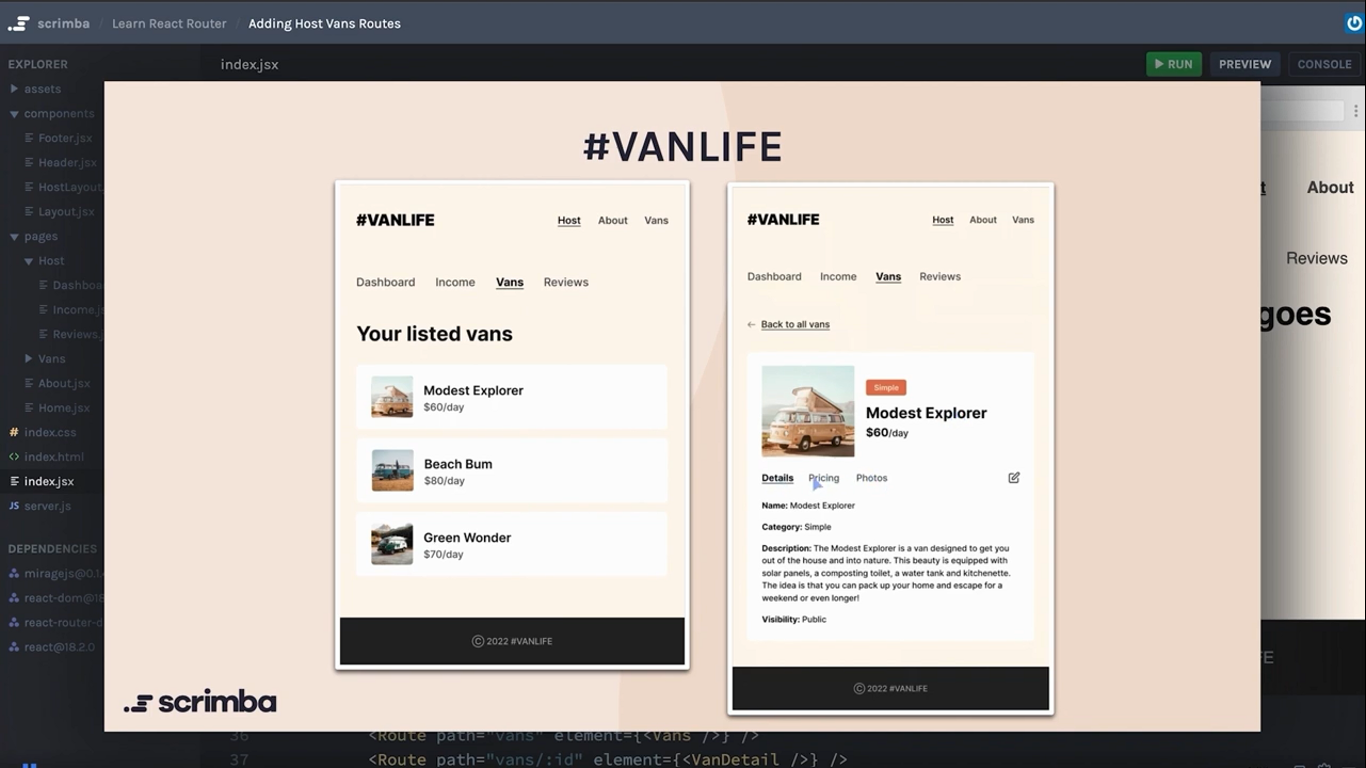 scrimba / Learn React Router / Adding Host Vans Routes
EXPLORER
index.jsx
RUN
PREVIEW
CONSOLE
assets
components
Footer.jsx
Header.jsx
HostLayout.
Layout.jsx
pages
Host
Dashboa
Income.j
Reviews.j
Vans
About.jsx
Home.jsx
index.css
index.html
index.jsx
JS server.js
DEPENDENCIES
miragejs@0.1.4
react-dom@18
react-router-d
react@18.2.0
#VANLIFE
#VANLIFE
Host About Vans
Dashboard Income Vans Reviews
Your listed vans
Modest Explorer
$60/day
Beach Bum
$80/day
Green Wonder
$70/day
© 2022 #VANLIFE
#VANLIFE
Host About Vans
Dashboard Income Vans Reviews
← Back to all vans
Simple
Modest Explorer
$60/day
Details Pricing Photos
Name: Modest Explorer
Category: Simple
Description: The Modest Explorer is a van designed to get you
out of the house and into nature. This beauty is equipped with
solar panels, a composting toilet, a water tank and kitchenette.
The idea is that you can pack up your home and escape for a
weekend or even longer!
Visibility: Public
© 2022 #VANLIFE
scrimba
t About
Reviews
goes
FE
36 <Route path="vans" element={<Vans />} />
37 <Route path="vans/:id" element={<VanDetail />} />